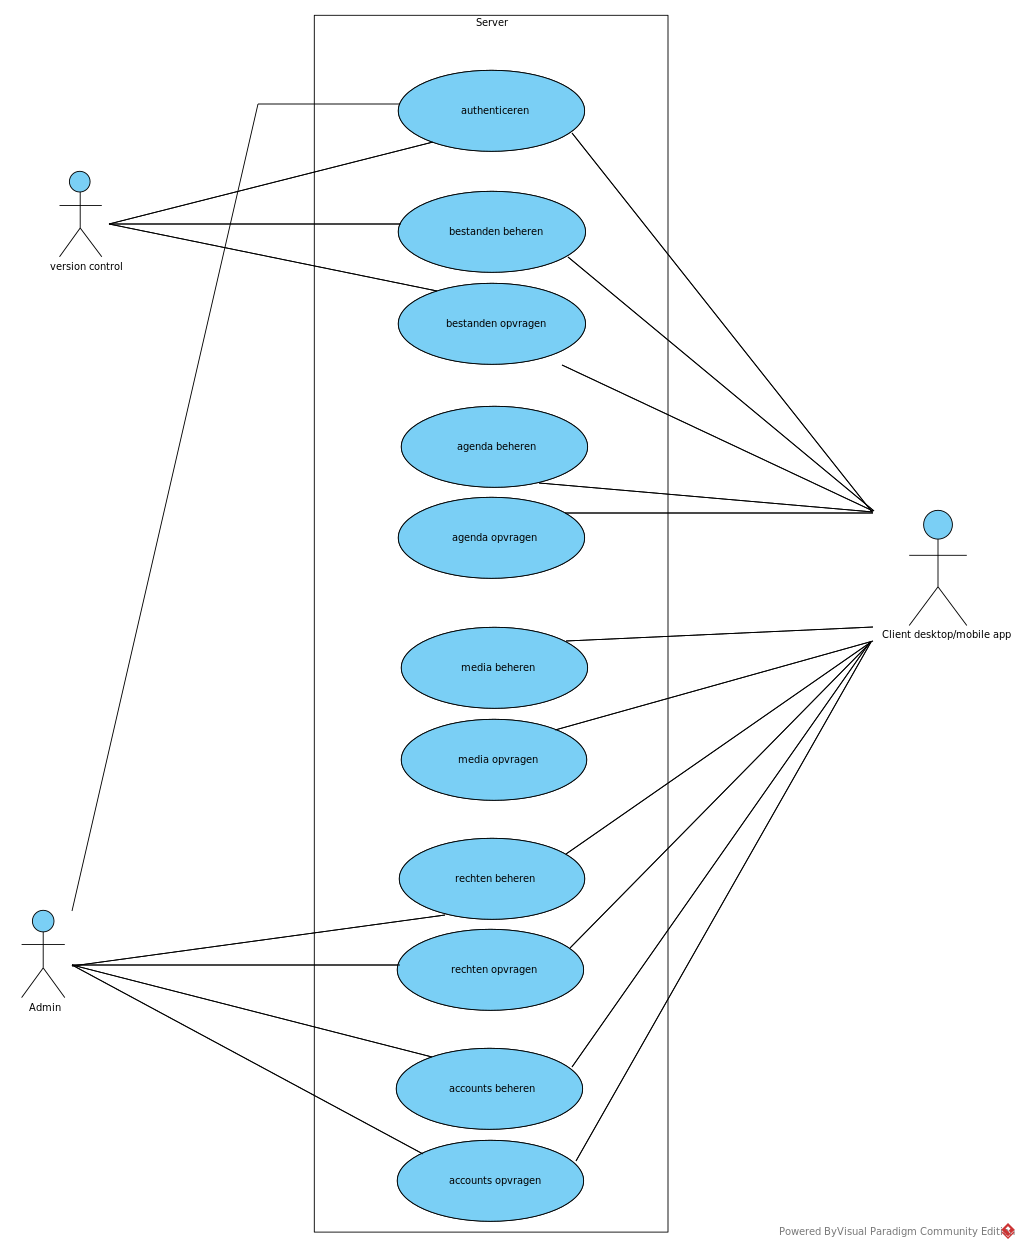 Server
authenticeren
version control
bestanden beheren
bestanden opvragen
agenda beheren
agenda opvragen
Client desktop/mobile app
media beheren
media opvragen
rechten beheren
rechten opvragen
Admin
accounts beheren
accounts opvragen
Powered ByVisual Paradigm Community